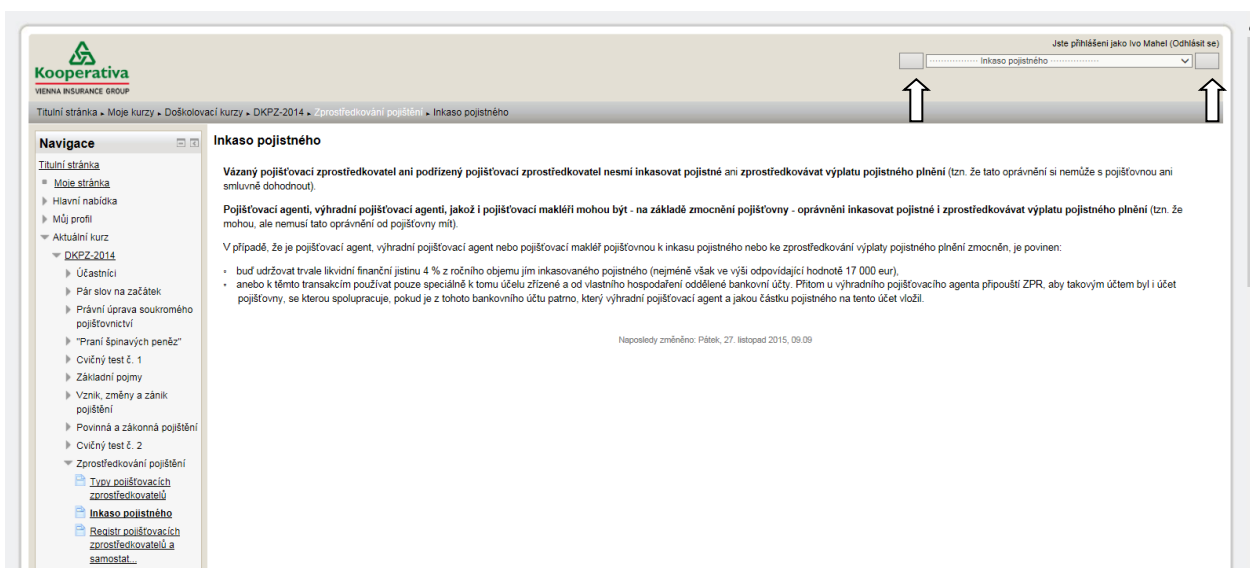 Jste přihlášeni jako Ivo Mahel (Odhlásit se)
Kooperativa
VIENNA INSURANCE GROUP
Inkaso pojistného
Titulní stránka ▸ Moje kurzy ▸ Doškolovací kurzy ▸ DKPZ-2014 ▸ Zprostředkování pojištění ▸ Inkaso pojistného
Navigace
Titulní stránka
Moje stránka
Hlavní nabídka
Můj profil
Aktuální kurz
DKPZ-2014
Účastníci
Pár slov na začátek
Právní úprava soukromého
pojišťovnictví
"Praní špinavých peněz"
Cvičný test č. 1
Základní pojmy
Vznik, změny a zánik
pojištění
Povinná a zákonná pojištění
Cvičný test č. 2
Zprostředkování pojištění
Typy pojišťovacích
zprostředkovatelů
Inkaso pojistného
Registr pojišťovacích
zprostředkovatelů a
samostat...
Inkaso pojistného
Vázaný pojišťovací zprostředkovatel ani podřízený pojišťovací zprostředkovatel nesmí inkasovat pojistné ani zprostředkovávat výplatu pojistného plnění (tzn. že tato oprávnění si nemůže s pojišťovnou ani
smluvně dohodnout).
Pojišťovací agenti, výhradní pojišťovací agenti, jakož i pojišťovací makléři mohou být - na základě zmocnění pojišťovny - oprávněni inkasovat pojistné i zprostředkovávat výplatu pojistného plnění (tzn. že
mohou, ale nemusí tato oprávnění od pojišťovny mít).
V případě, že je pojišťovací agent, výhradní pojišťovací agent nebo pojišťovací makléř pojišťovnou k inkasu pojistného nebo ke zprostředkování výplaty pojistného plnění zmocněn, je povinen:
• buď udržovat trvale likvidní finanční jistinu 4 % z ročního objemu jím inkasovaného pojistného (nejméně však ve výši odpovídající hodnotě 17 000 eur),
• anebo k těmto transakcím používat pouze speciálně k tomu účelu zřízené a od vlastního hospodaření oddělené bankovní účty. Přitom u výhradního pojišťovacího agenta připouští ZPR, aby takovým účtem byl i účet
pojišťovny, se kterou spolupracuje, pokud je z tohoto bankovního účtu patrno, který výhradní pojišťovací agent a jakou částku pojistného na tento účet vložil.
Naposledy změněno: Pátek, 27. listopad 2015, 09.09